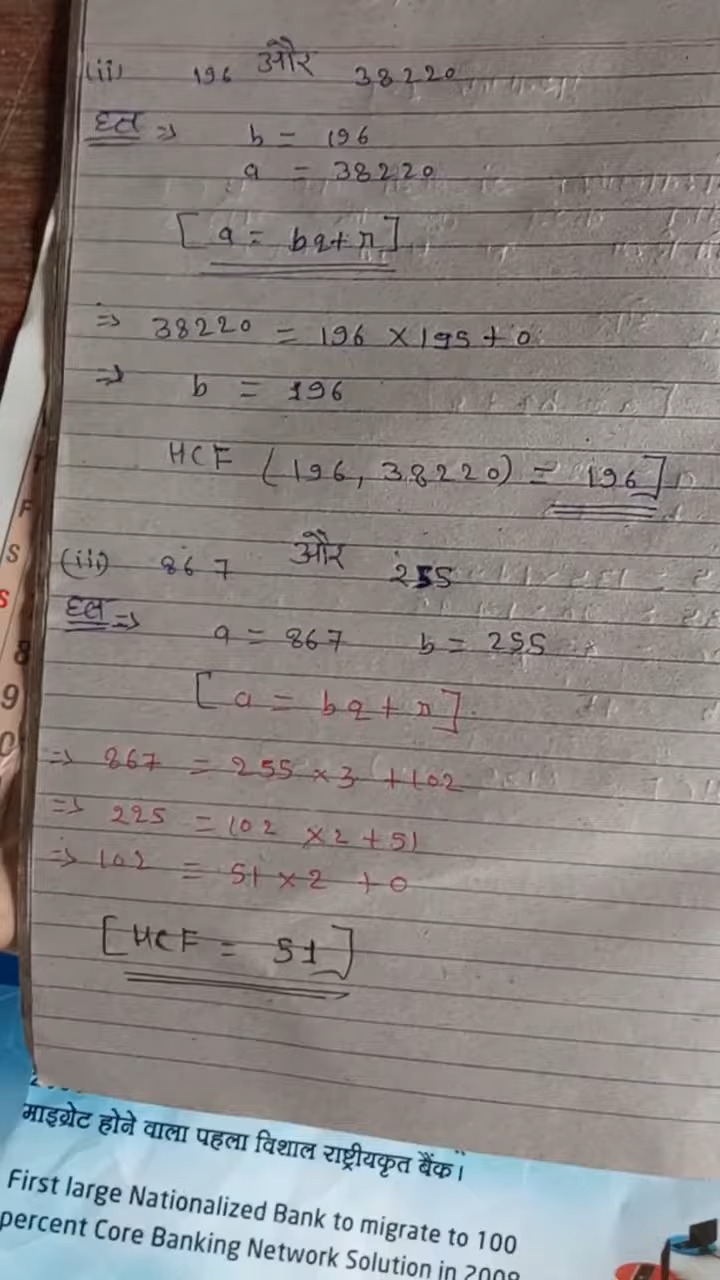 (ii) 196 और 38220
हल ⇒ b = 196
a = 38220
[a = bq + r]
⇒ 38220 = 196 × 195 + 0
⇒ b = 196
HCF (196, 38220) = 196]
(iii) 867 और 255
हल ⇒ a = 867 b = 255
[a = bq + r]
⇒ 867 = 255 × 3 + 102
⇒ 225 = 102 × 2 + 51
⇒ 102 = 51 × 2 + 0
[HCF = 51]
माइग्रेट होने वाला पहला विशाल राष्ट्रीयकृत बैंक।
First large Nationalized Bank to migrate to 100
percent Core Banking Network Solution in